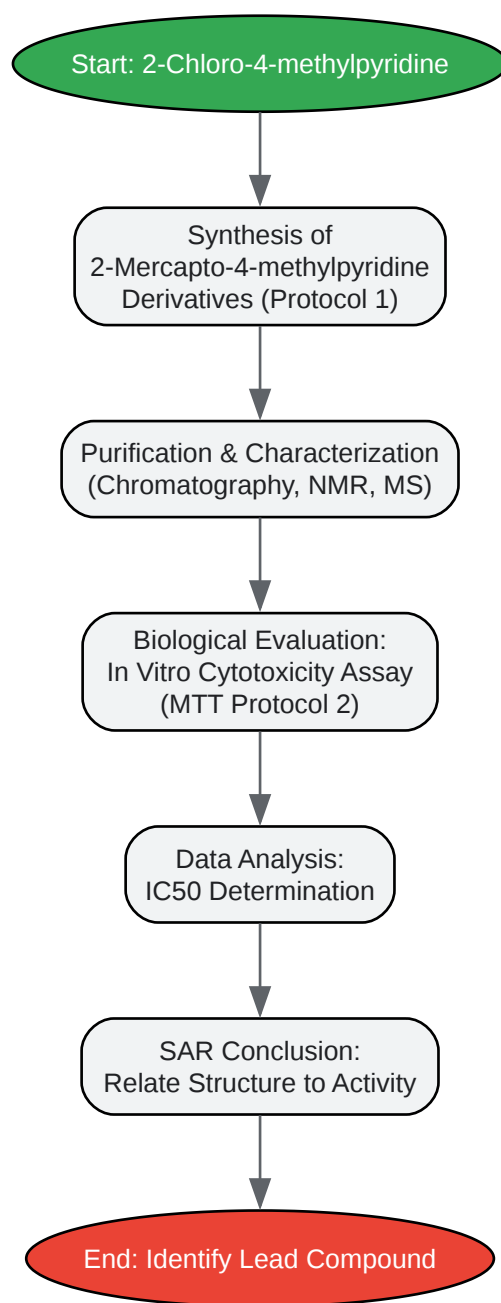 Start: 2-Chloro-4-methylpyridine
Synthesis of
2-Mercapto-4-methylpyridine
Derivatives (Protocol 1)
Purification & Characterization
(Chromatography, NMR, MS)
Biological Evaluation:
In Vitro Cytotoxicity Assay
(MTT Protocol 2)
Data Analysis:
IC50 Determination
SAR Conclusion:
Relate Structure to Activity
End: Identify Lead Compound